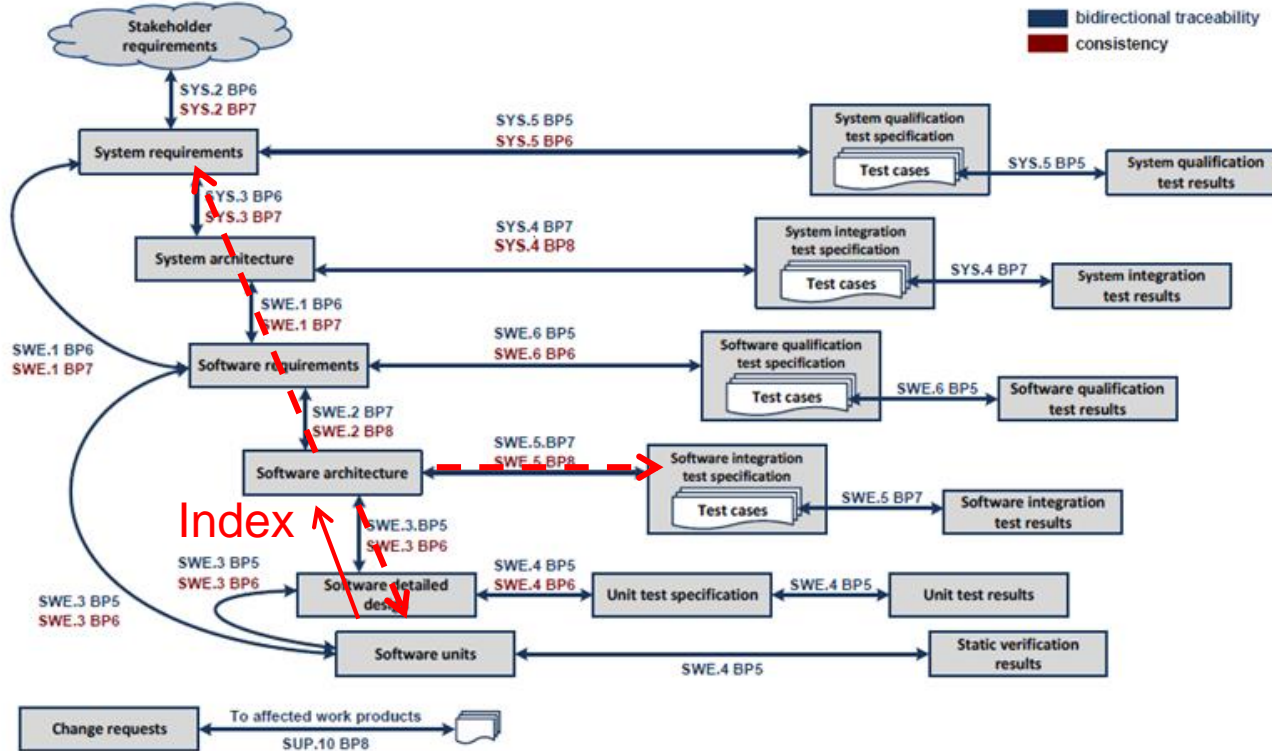 Stakeholder
requirements
bidirectional traceability
consistency
SYS.2 BP6
SYS.2 BP7
System requirements
SYS.5 BP5
SYS.5 BP6
System qualification
test specification
Test cases
SYS.5 BP5
System qualification
test results
SYS.3 BP6
SYS.3 BP7
System architecture
SYS.4 BP7
SYS.4 BP8
System integration
test specification
Test cases
SYS.4 BP7
System integration
test results
SWE.1 BP6
SWE.1 BP7
SWE.1 BP6
SWE.1 BP7
Software requirements
SWE.6 BP5
SWE.6 BP6
Software qualification
test specification
Test cases
SWE.6 BP5
Software qualification
test results
SWE.2 BP7
SWE.2 BP8
Software architecture
SWE.5.BP7
SWE.5 BP8
Software integration
test specification
Test cases
SWE.5 BP7
Software integration
test results
Index
SWE.3.BP5
SWE.3 BP6
SWE.3 BP5
SWE.3 BP6
Software detailed
design
SWE.4 BP5
SWE.4 BP6
Unit test specification
SWE.4 BP5
Unit test results
SWE.3 BP5
SWE.3 BP6
Software units
SWE.4 BP5
Static verification
results
Change requests
To affected work products
SUP.10 BP8